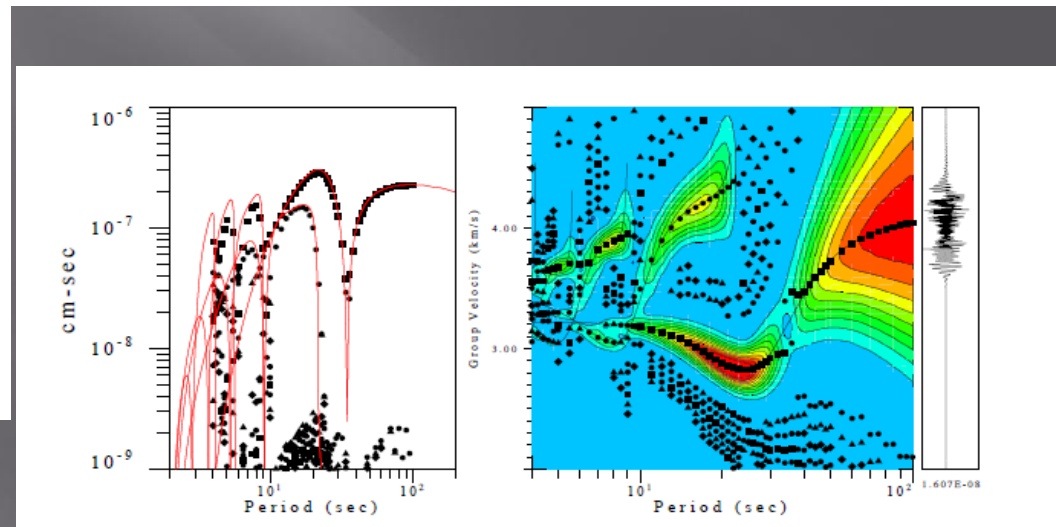 10-6
10-7
10-8
10-9
cm-sec
101
102
Period (sec)
4.00
3.00
Group Velocity (km/s)
101
102
Period (sec)
1.607E-08